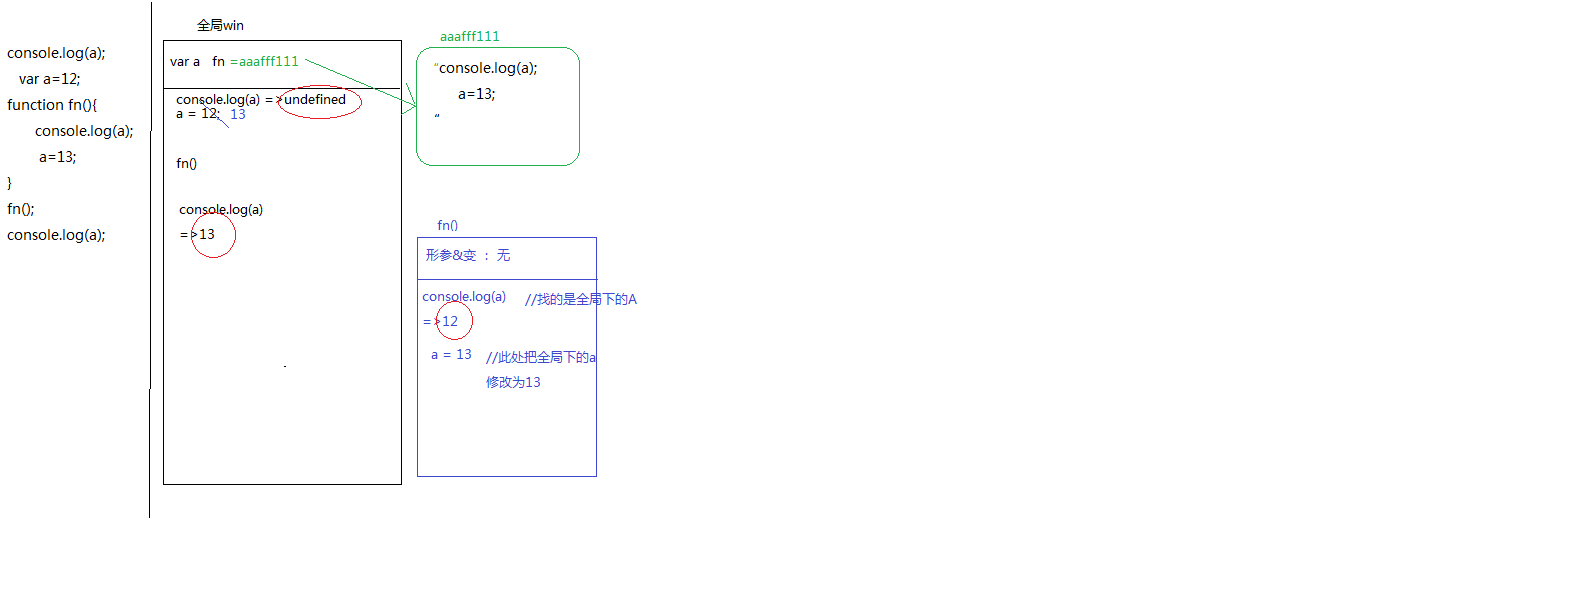 console.log(a);
var a=12;
function fn(){
console.log(a);
a=13;
}
fn();
console.log(a);
全局win
var a fn =aaafff111
console.log(a) =>undefined
a = 12; 13
fn()
console.log(a)
=>13
aaafff111
“console.log(a);
a=13;
“
fn()
形参&变 : 无
console.log(a) //找的是全局下的A
=>12
a = 13 //此处把全局下的a
修改为13